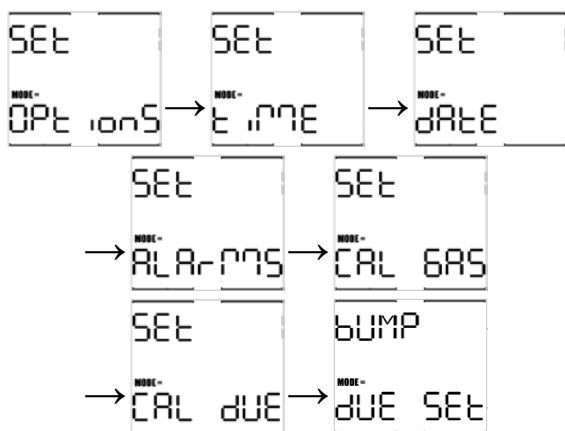 SEt
MODE=
OPt ionS
SEt
MODE=
t iME
SEt
MODE=
dAtE
SEt
MODE=
ALArMS
SEt
MODE=
CAL GAS
SEt
MODE=
CAL dUE
bUMP
MODE=
dUE SEt